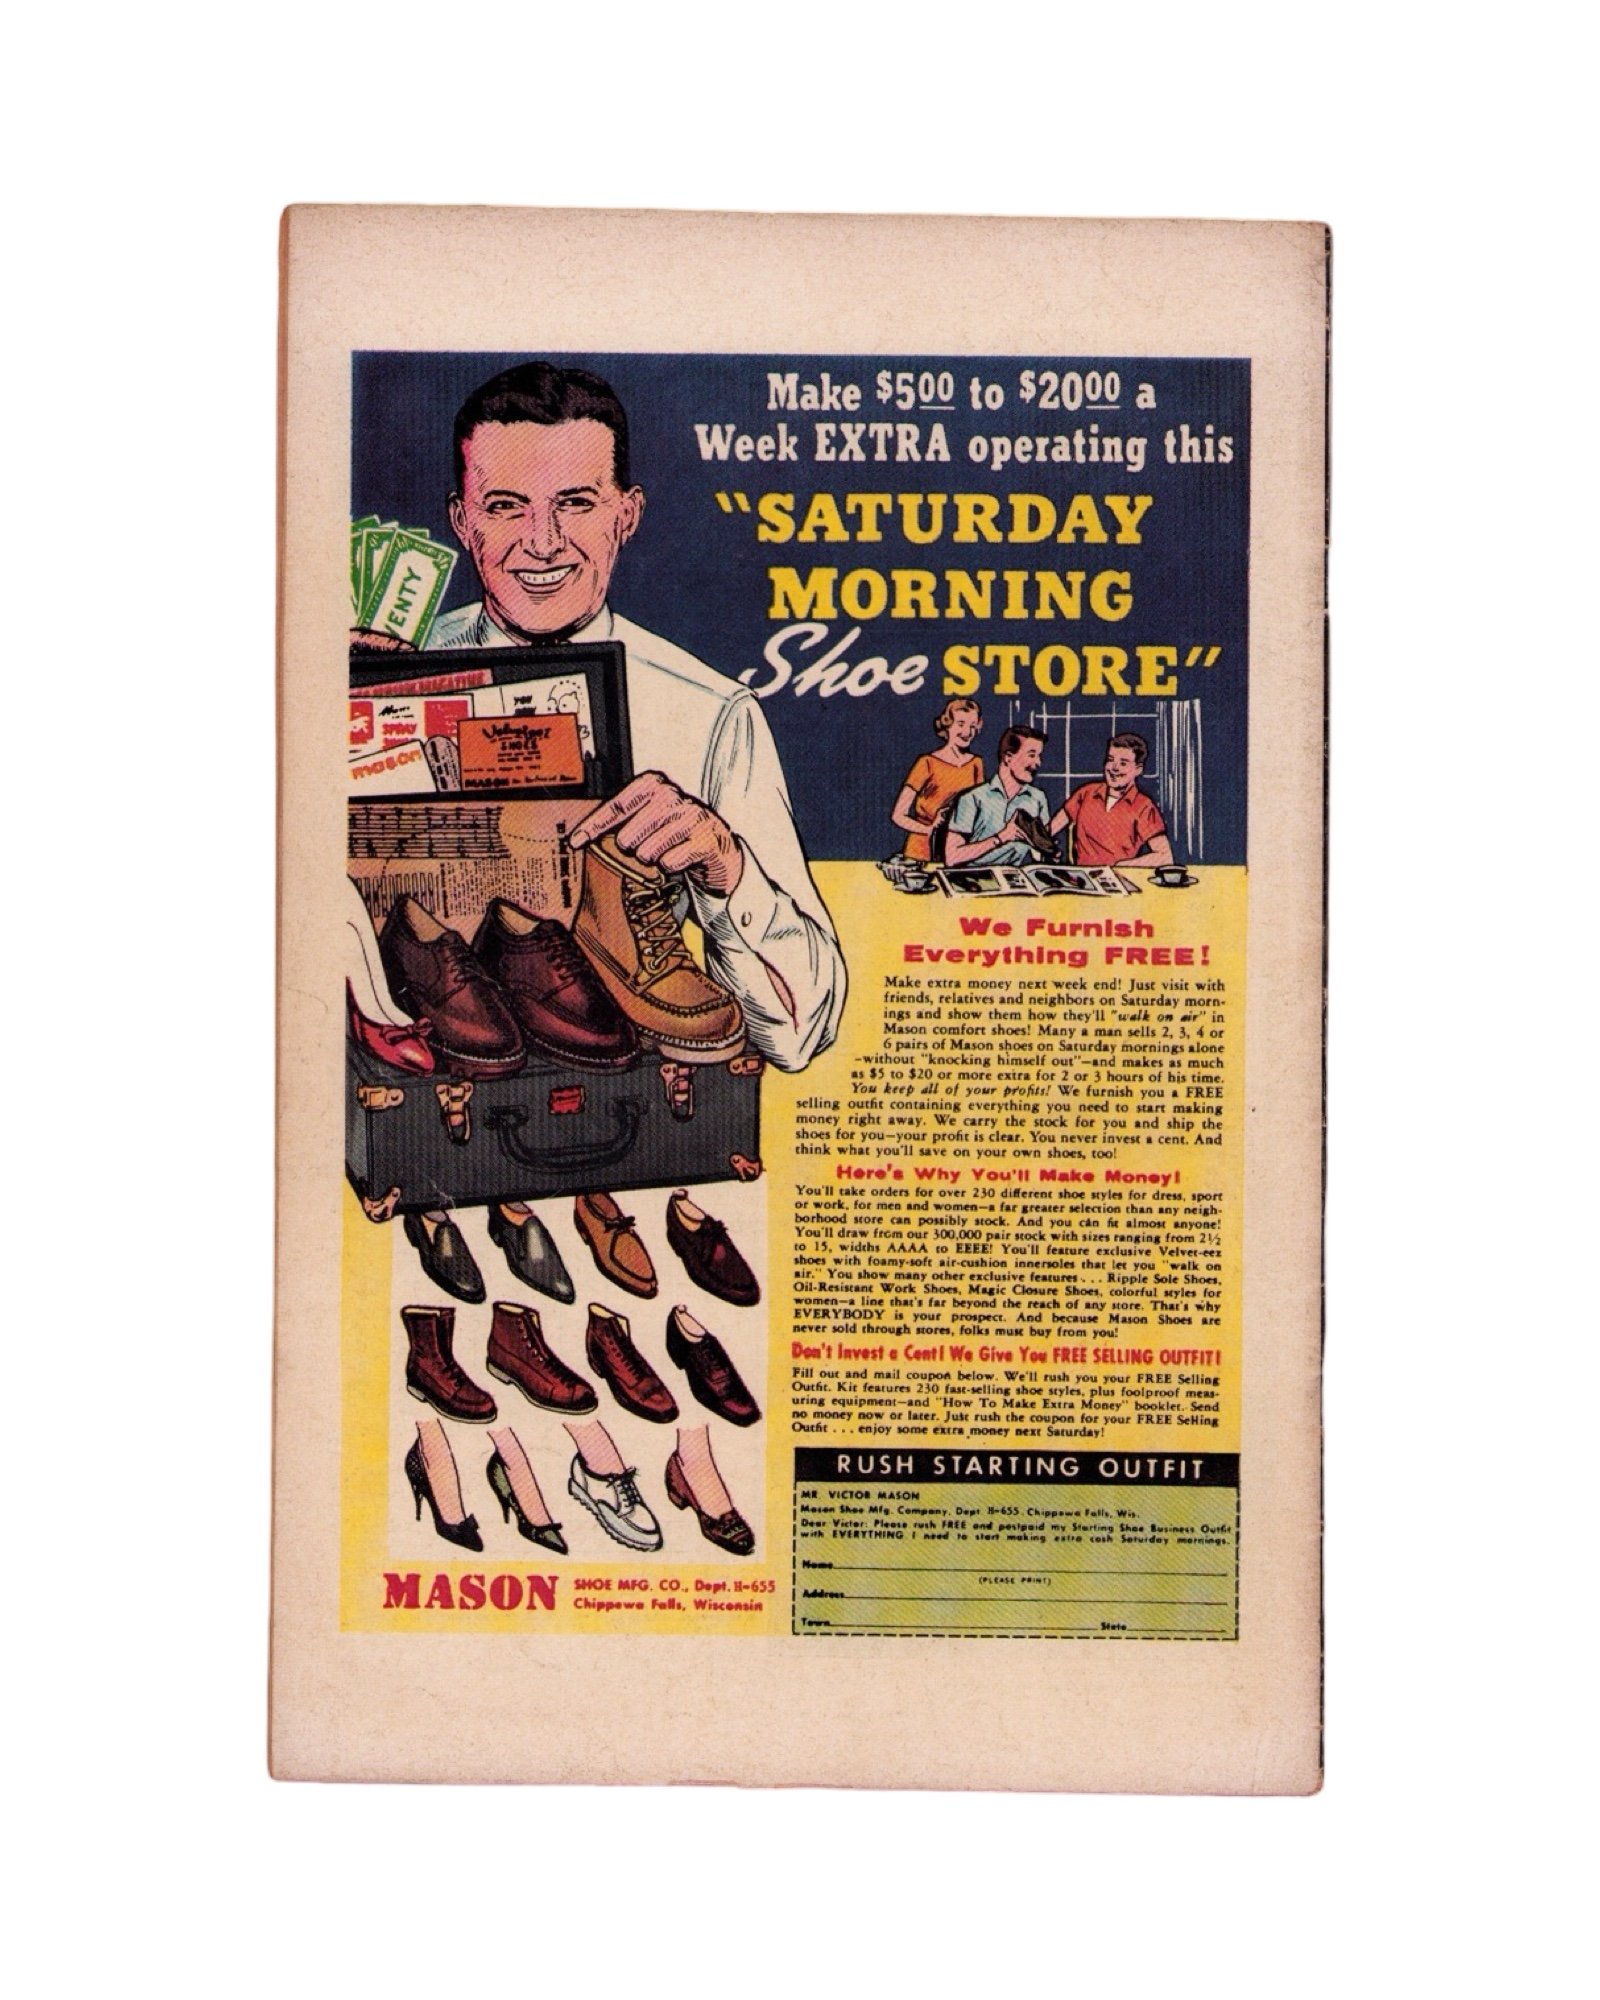 Make $5.00 to $20.00 a
Week EXTRA operating this
"SATURDAY
MORNING
Shoe STORE"
TWENTY
YOU
SPRAY
mason
Velvet-eez
SHOES
MASON
We Furnish
Everything FREE!
Make extra money next week end! Just visit with
friends, relatives and neighbors on Saturday morn-
ings and show them how they'll "walk on air" in
Mason comfort shoes! Many a man sells 2, 3, 4 or
6 pairs of Mason shoes on Saturday mornings alone
-without "knocking himself out"-and makes as much
as $5 to $20 or more extra for 2 or 3 hours of his time.
You keep all of your profits! We furnish you a FREE
selling outfit containing everything you need to start making
money right away. We carry the stock for you and ship the
shoes for you-your profit is clear. You never invest a cent. And
think what you'll save on your own shoes, too!
Here's Why You'll Make Money!
You'll take orders for over 230 different shoe styles for dress, sport
or work, for men and women-a far greater selection than any neigh-
borhood store can possibly stock. And you can fit almost anyone!
You'll draw from our 300,000 pair stock with sizes ranging from 2½
to 15, widths AAAA to EEEE! You'll feature exclusive Velvet-eez
shoes with foamy-soft air-cushion innersoles that let you "walk on
air." You show many other exclusive features . . . Ripple Sole Shoes,
Oil-Resistant Work Shoes, Magic Closure Shoes, colorful styles for
women-a line that's far beyond the reach of any store. That's why
EVERYBODY is your prospect. And because Mason Shoes are
never sold through stores, folks must buy from you!
Don't Invest a Cent! We Give You FREE SELLING OUTFIT!
Fill out and mail coupon below. We'll rush you your FREE Selling
Outfit. Kit features 230 fast-selling shoe styles, plus foolproof meas-
uring equipment-and "How To Make Extra Money" booklet. Send
no money now or later. Just rush the coupon for your FREE Selling
Outfit . . . enjoy some extra money next Saturday!
MASON SHOE MFG. CO., Dept. H-655
Chippewa Falls, Wisconsin
RUSH STARTING OUTFIT
MR. VICTOR MASON
Mason Shoe Mfg. Company, Dept. H-655, Chippewa Falls, Wis.
Dear Victor: Please rush FREE and postpaid my Starting Shoe Business Outfit
with EVERYTHING I need to start making extra cash Saturday mornings.
Name
(PLEASE PRINT)
Address
Town State